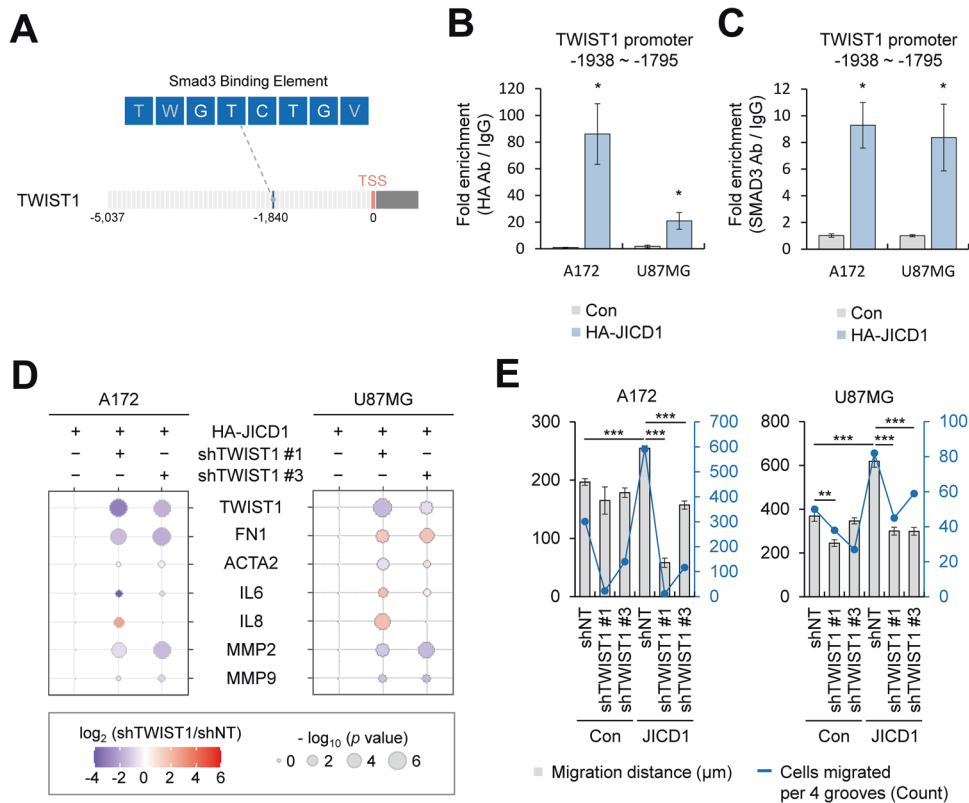 A
Smad3 Binding Element
T W G T C T G V
TWIST1
TSS
-5,037
-1,840
0
B
TWIST1 promoter
-1938 ~ -1795
Fold enrichment
(HA Ab / IgG)
120
100
80
60
40
20
0
*
*
A172
U87MG
Con
HA-JICD1
C
TWIST1 promoter
-1938 ~ -1795
Fold enrichment
(SMAD3 Ab / IgG)
12
10
8
6
4
2
0
*
*
A172
U87MG
Con
HA-JICD1
D
A172
U87MG
+ + + HA-JICD1 + + +
− + − shTWIST1 #1 − + −
− − + shTWIST1 #3 − − +
TWIST1
FN1
ACTA2
IL6
IL8
MMP2
MMP9
log2 (shTWIST1/shNT)
-4 -2 0 2 4 6
- log10 (p value)
0 2 4 6
E
A172
300
200
100
0
700
600
500
400
300
200
100
0
***
***
***
shNT
shTWIST1 #1
shTWIST1 #3
shNT
shTWIST1 #1
shTWIST1 #3
Con
JICD1
U87MG
800
600
400
200
0
100
80
60
40
20
0
***
***
***
**
shNT
shTWIST1 #1
shTWIST1 #3
shNT
shTWIST1 #1
shTWIST1 #3
Con
JICD1
Migration distance (µm)
Cells migrated
per 4 grooves (Count)